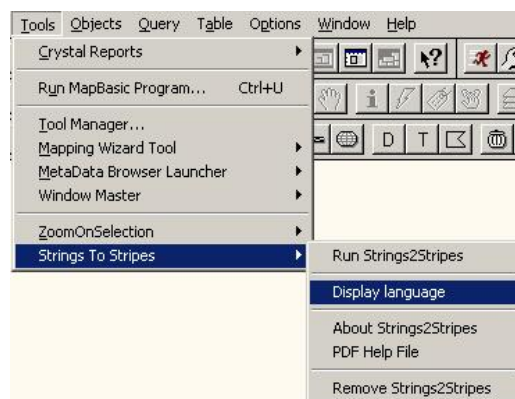 Tools Objects Query Table Options Window Help
Crystal Reports
Run MapBasic Program... Ctrl+U
Tool Manager...
Mapping Wizard Tool
MetaData Browser Launcher
Window Master
ZoomOnSelection
Strings To Stripes
Run Strings2Stripes
Display language
About Strings2Stripes
PDF Help File
Remove Strings2Stripes
D T